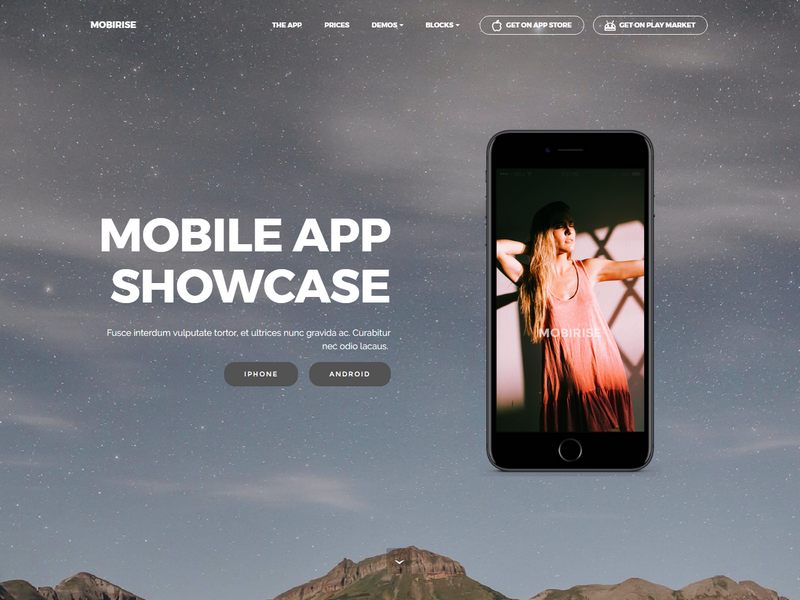 MOBIRISE
THE APP
PRICES
DEMOS
BLOCKS
GET ON APP STORE
GET ON PLAY MARKET
MOBILE APP
SHOWCASE
Fusce interdum vulputate tortor, et ultrices nunc gravida ac. Curabitur
nec odio lacaus.
IPHONE
ANDROID
MOBIRISE